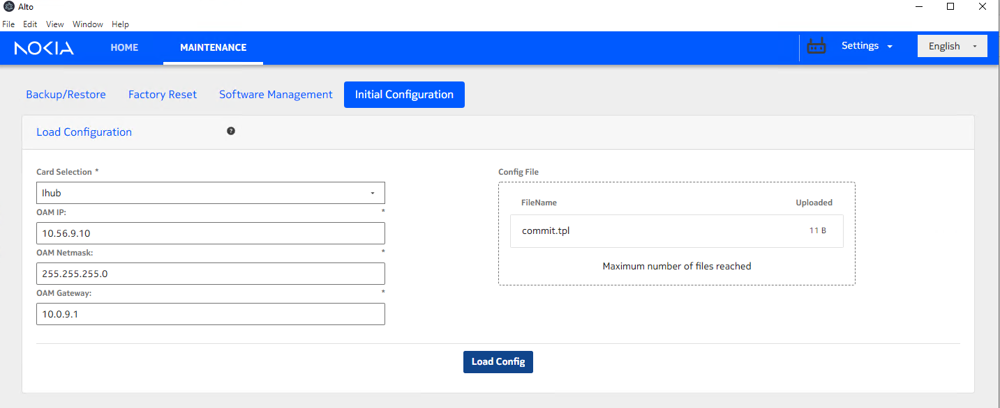 Alto
File Edit View Window Help
NOKIA HOME MAINTENANCE Settings English
Backup/Restore Factory Reset Software Management Initial Configuration
Load Configuration ?
Card Selection *
Ihub
OAM IP: *
10.56.9.10
OAM Netmask: *
255.255.255.0
OAM Gateway: *
10.0.9.1
Config File
FileName Uploaded
commit.tpl 11 B
Maximum number of files reached
Load Config